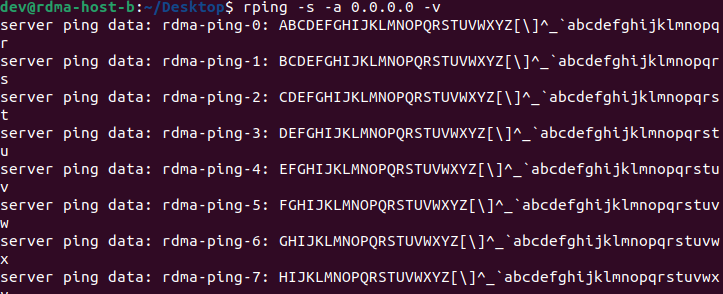 dev@rdma-host-b:~/Desktop$ rping -s -a 0.0.0.0 -v
server ping data: rdma-ping-0: ABCDEFGHIJKLMNOPQRSTUVWXYZ[\]^_`abcdefghijklmnopq
r
server ping data: rdma-ping-1: BCDEFGHIJKLMNOPQRSTUVWXYZ[\]^_`abcdefghijklmnopqr
s
server ping data: rdma-ping-2: CDEFGHIJKLMNOPQRSTUVWXYZ[\]^_`abcdefghijklmnopqrs
t
server ping data: rdma-ping-3: DEFGHIJKLMNOPQRSTUVWXYZ[\]^_`abcdefghijklmnopqrst
u
server ping data: rdma-ping-4: EFGHIJKLMNOPQRSTUVWXYZ[\]^_`abcdefghijklmnopqrstu
v
server ping data: rdma-ping-5: FGHIJKLMNOPQRSTUVWXYZ[\]^_`abcdefghijklmnopqrstuv
w
server ping data: rdma-ping-6: GHIJKLMNOPQRSTUVWXYZ[\]^_`abcdefghijklmnopqrstuvw
x
server ping data: rdma-ping-7: HIJKLMNOPQRSTUVWXYZ[\]^_`abcdefghijklmnopqrstuvwx